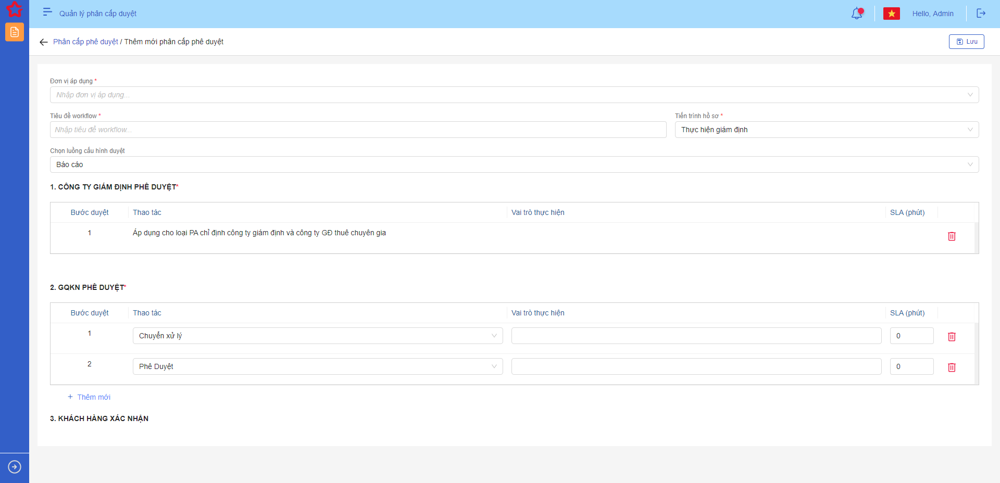 Quản lý phân cấp duyệt
Hello, Admin
Phân cấp phê duyệt / Thêm mới phân cấp phê duyệt
Lưu
Đơn vị áp dụng *
Nhập đơn vị áp dụng...
Tiêu đề workflow * Tiến trình hồ sơ *
Nhập tiêu đề workflow... Thực hiện giám định
Chọn luồng cấu hình duyệt
Báo cáo
1. CÔNG TY GIÁM ĐỊNH PHÊ DUYỆT*
Bước duyệt Thao tác Vai trò thực hiện SLA (phút)
1 Áp dụng cho loại PA chỉ định công ty giám định và công ty GĐ thuê chuyên gia
2. GQKN PHÊ DUYỆT*
Bước duyệt Thao tác Vai trò thực hiện SLA (phút)
1 Chuyển xử lý 0
2 Phê Duyệt 0
+ Thêm mới
3. KHÁCH HÀNG XÁC NHẬN